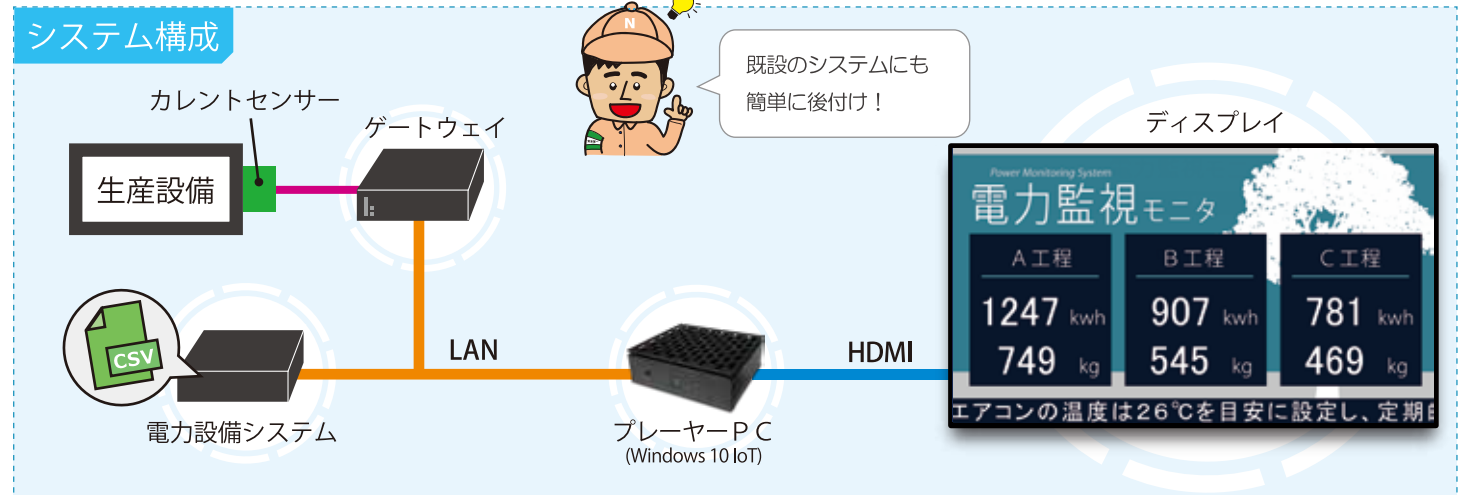 システム構成
N
既設のシステムにも
簡単に後付け！
カレントセンサー
ゲートウェイ
ディスプレイ
生産設備
Power Monitoring System
電力監視モニタ
A工程
B工程
C工程
1247 kwh
907 kwh
781 kwh
749 kg
545 kg
469 kg
エアコンの温度は26℃を目安に設定し、定期
CSV
LAN
HDMI
電力設備システム
プレーヤーPC
(Windows 10 IoT)